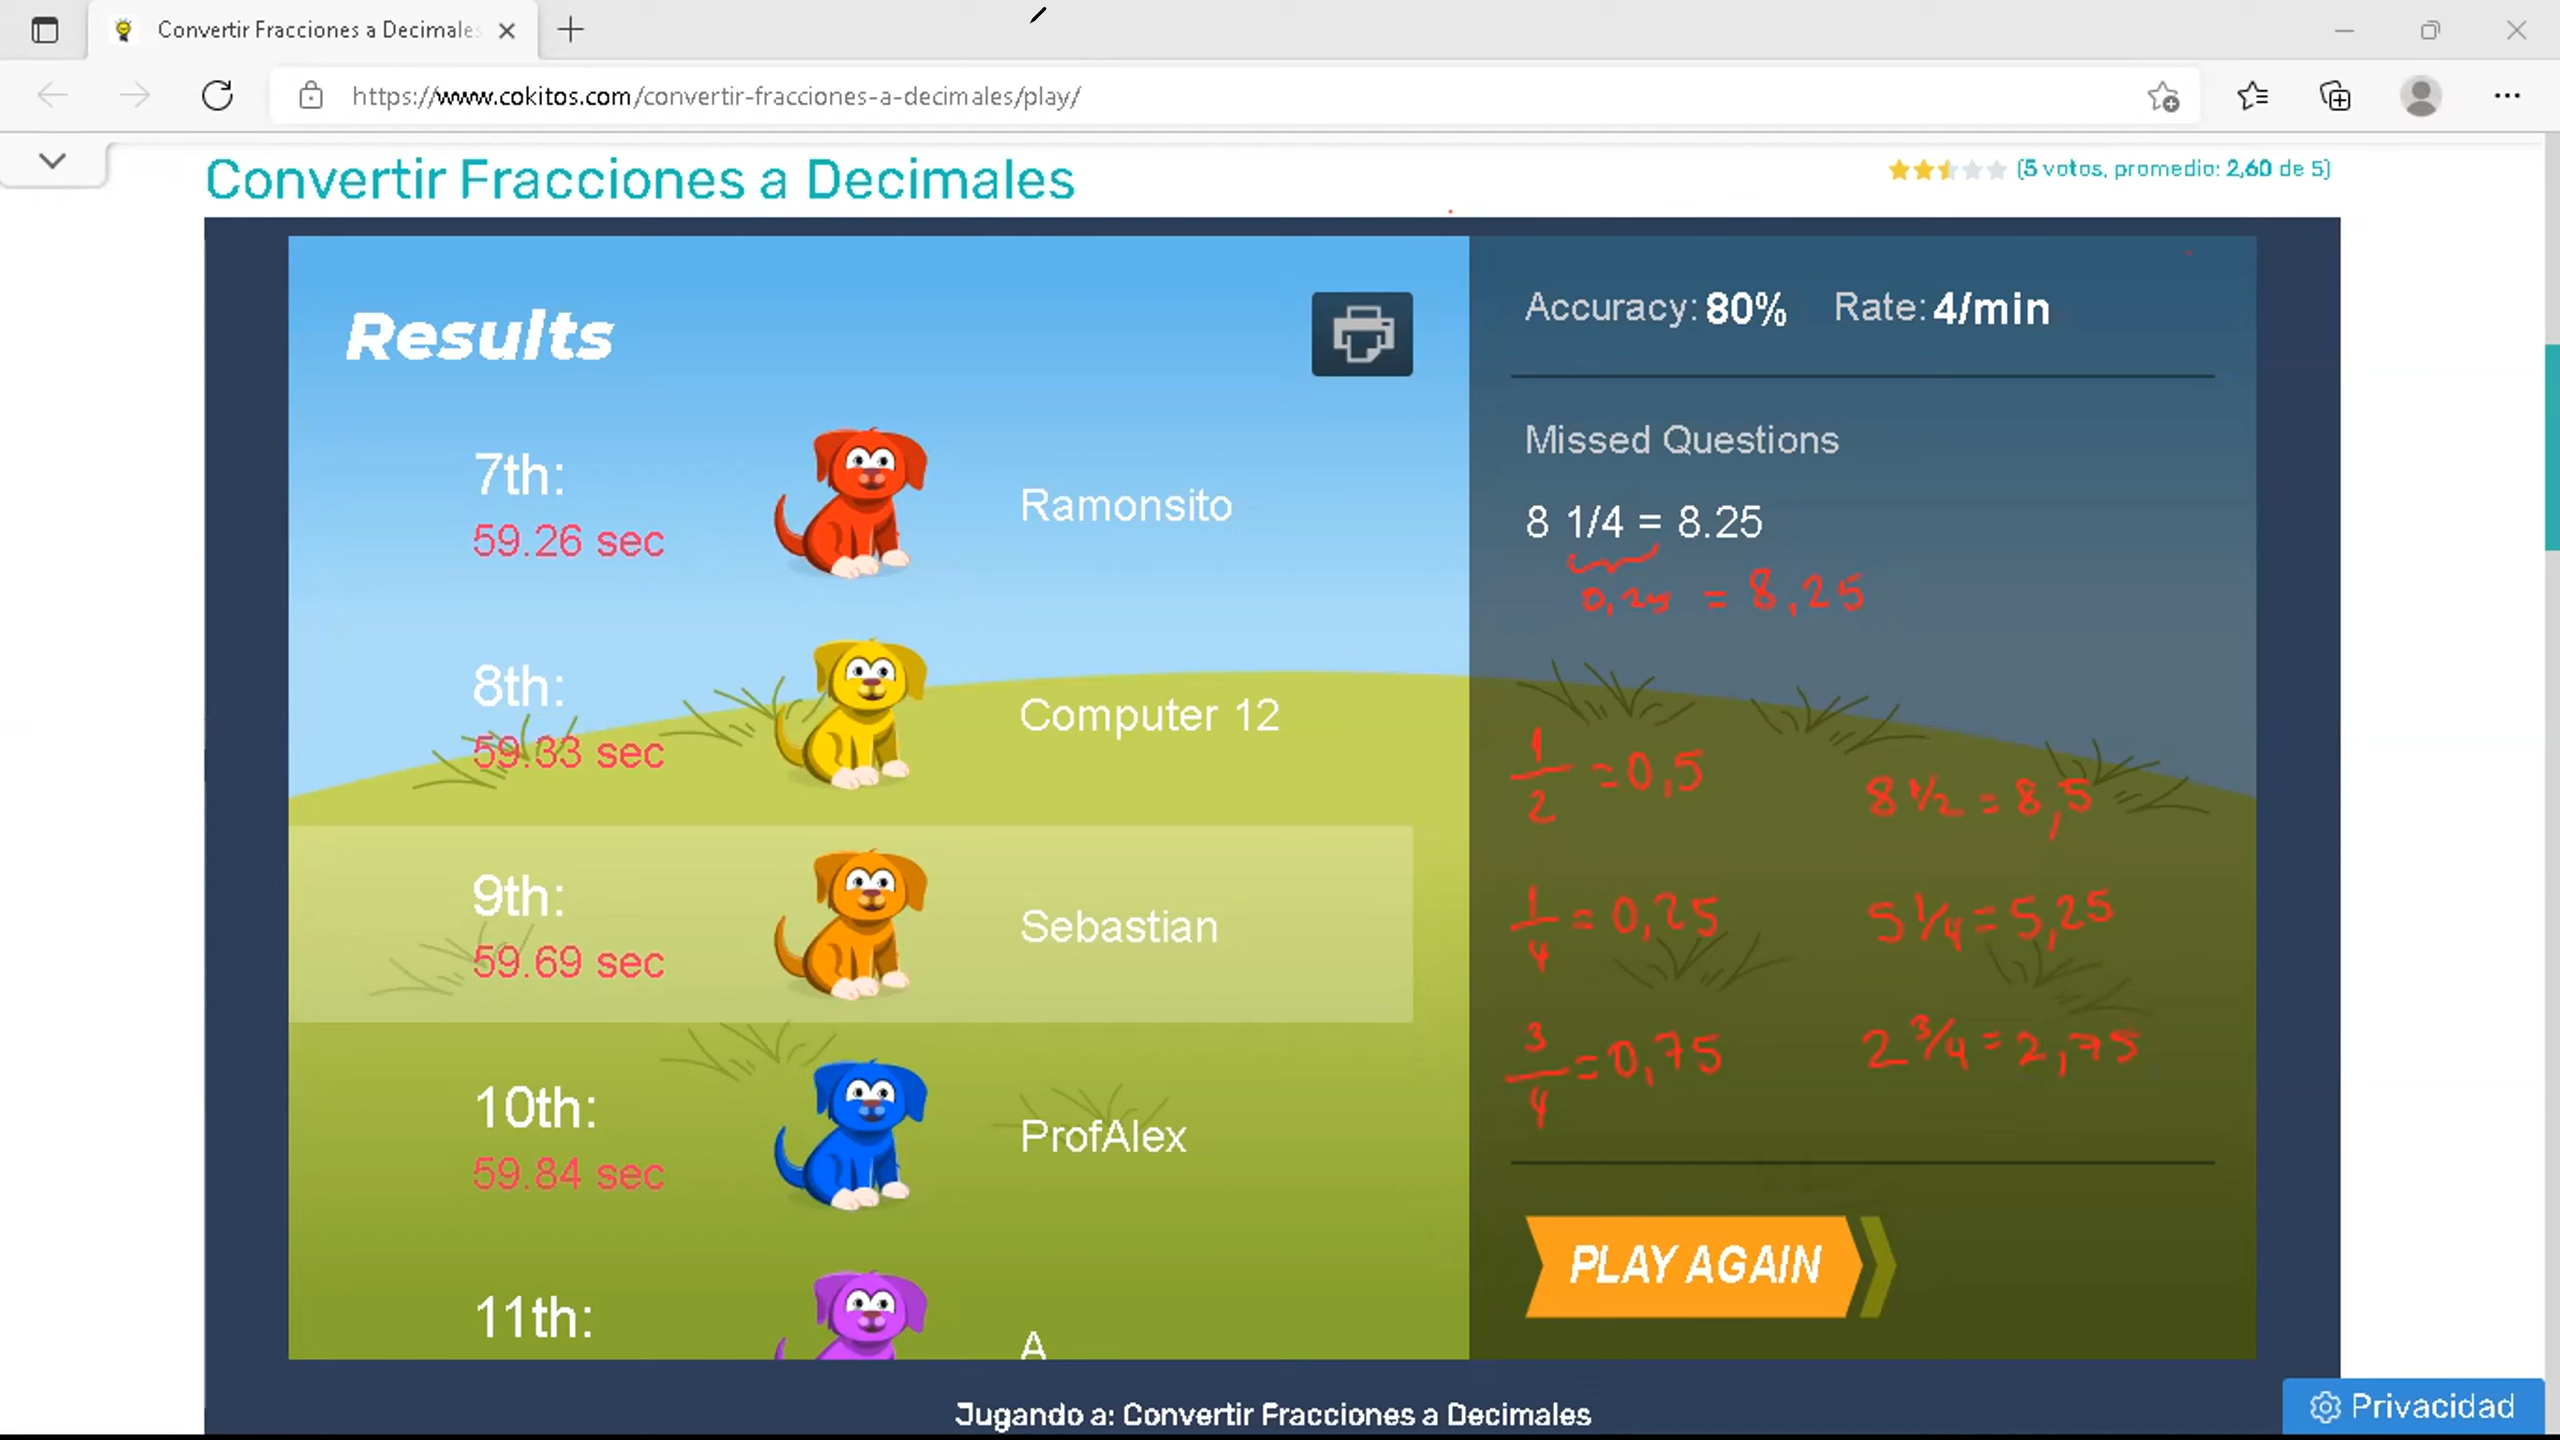 Convertir Fracciones a Decimales
https://www.cokitos.com/convertir-fracciones-a-decimales/play/
Convertir Fracciones a Decimales
(5 votos, promedio: 2,60 de 5)
Results
7th:
59.26 sec
Ramonsito
8th:
59.33 sec
Computer 12
9th:
59.69 sec
Sebastian
10th:
59.84 sec
ProfAlex
11th:
A
Accuracy: 80% Rate: 4/min
Missed Questions
8 1/4 = 8.25
0,25 = 8,25
1/2 = 0,5
8 1/2 = 8,5
1/4 = 0,25
5 1/4 = 5,25
3/4 = 0,75
2 3/4 = 2,75
PLAY AGAIN
Jugando a: Convertir Fracciones a Decimales
Privacidad